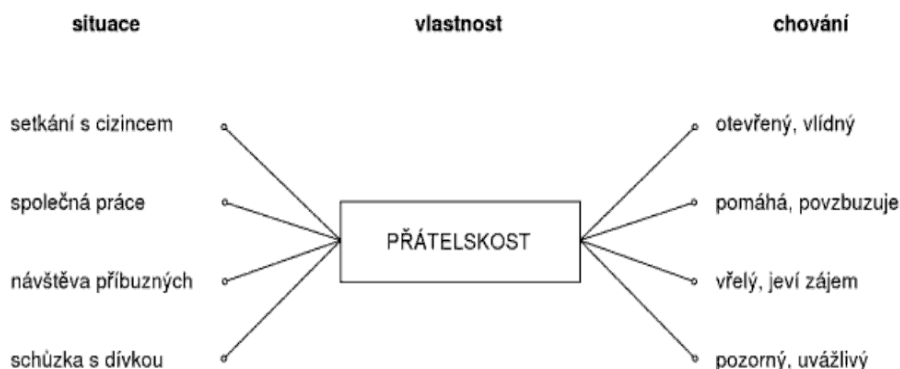 situace vlastnost chování
setkání s cizincem otevřený, vlídný
společná práce pomáhá, povzbuzuje
PŘÁTELSKOST
návštěva příbuzných vřelý, jeví zájem
schůzka s dívkou pozorný, uvážlivý